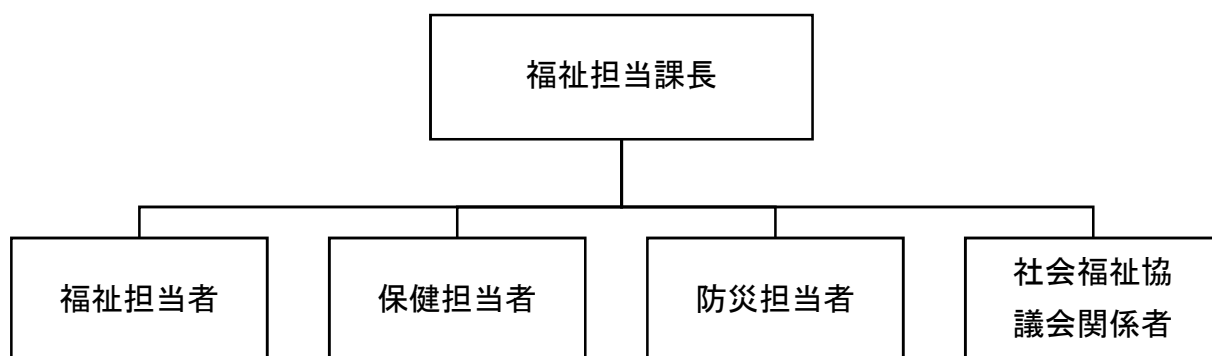 福祉担当課長
福祉担当者
保健担当者
防災担当者
社会福祉協
議会関係者